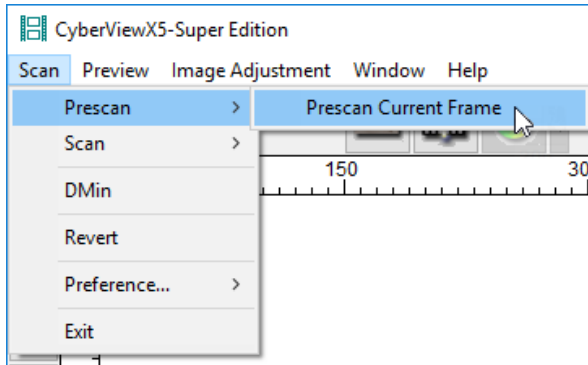 CyberViewX5-Super Edition
Scan Preview Image Adjustment Window Help
Prescan > Prescan Current Frame
Scan >
150 30
DMin
Revert
Preference... >
Exit